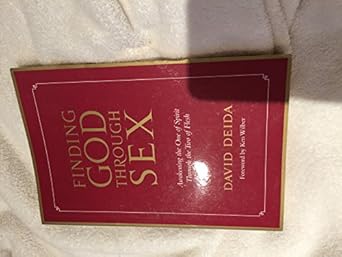 FINDING
GOD
THROUGH
SEX
Awakening the One of Spirit
Through the Two of Flesh
DAVID DEIDA
Foreword by Ken Wilber